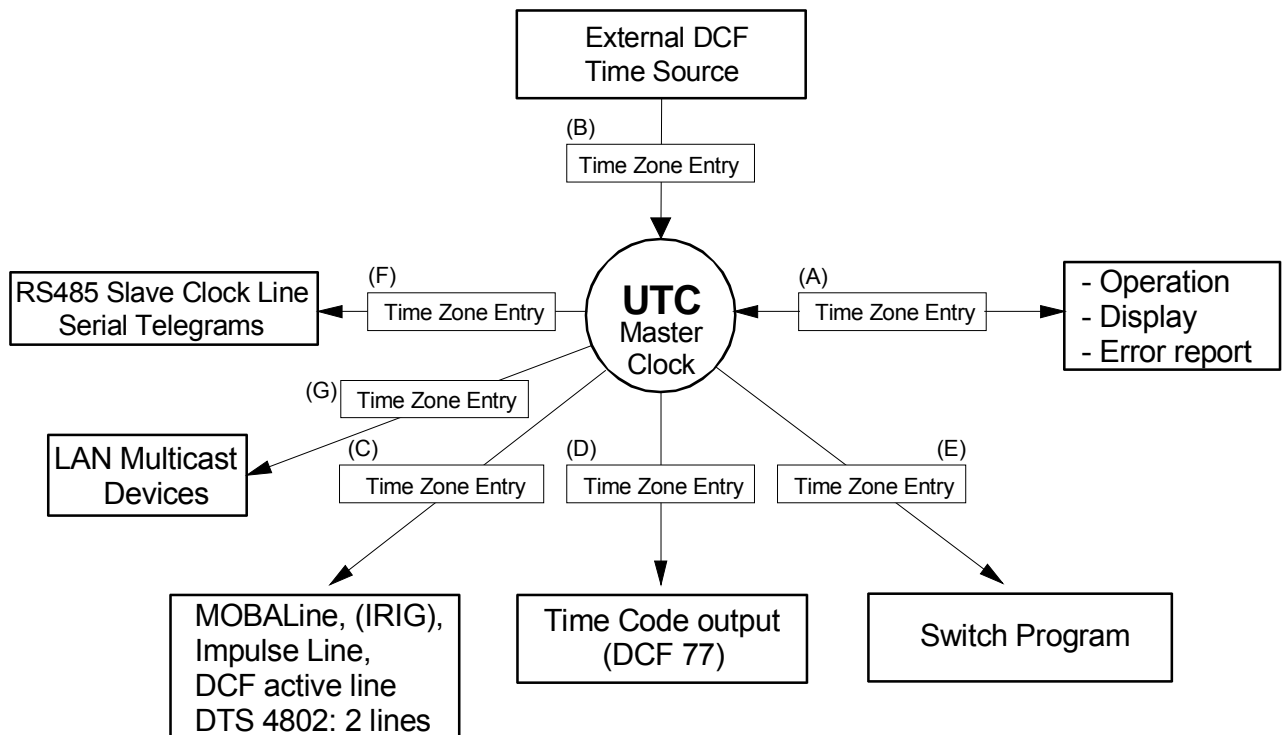 External DCF
Time Source
(B)
Time Zone Entry
UTC
Master
Clock
(F)
Time Zone Entry
RS485 Slave Clock Line
Serial Telegrams
(A)
Time Zone Entry
- Operation
- Display
- Error report
(G)
Time Zone Entry
LAN Multicast
Devices
(C)
Time Zone Entry
(D)
Time Zone Entry
(E)
Time Zone Entry
MOBALine, (IRIG),
Impulse Line,
DCF active line
DTS 4802: 2 lines
Time Code output
(DCF 77)
Switch Program